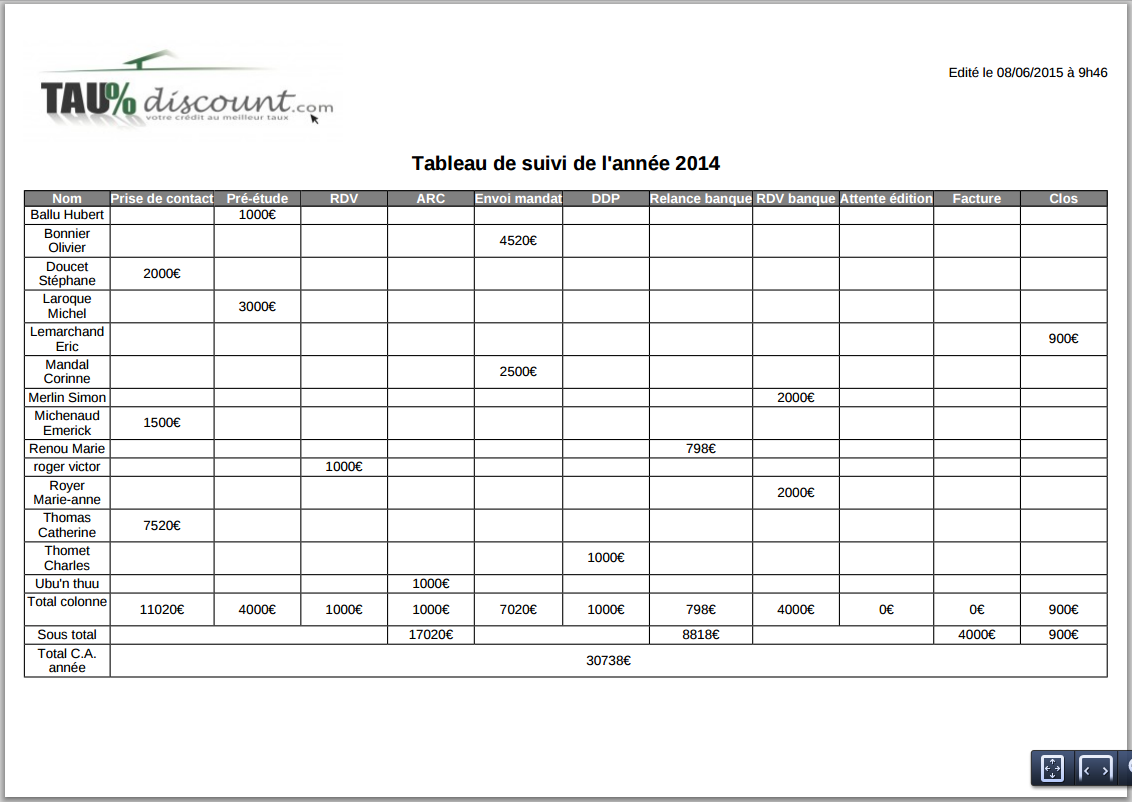 TAU% discount.com
votre crédit au meilleur taux
Edité le 08/06/2015 à 9h46
Tableau de suivi de l'année 2014
Nom Prise de contact Pré-étude RDV ARC Envoi mandat DDP Relance banque RDV banque Attente édition Facture Clos
Ballu Hubert 1000€
Bonnier
Olivier 4520€
Doucet
Stéphane 2000€
Laroque
Michel 3000€
Lemarchand
Eric 900€
Mandal
Corinne 2500€
Merlin Simon 2000€
Michenaud
Emerick 1500€
Renou Marie 798€
roger victor 1000€
Royer
Marie-anne 2000€
Thomas
Catherine 7520€
Thomet
Charles 1000€
Ubu'n thuu 1000€
Total colonne 11020€ 4000€ 1000€ 1000€ 7020€ 1000€ 798€ 4000€ 0€ 0€ 900€
Sous total 17020€ 8818€ 4000€ 900€
Total C.A.
année 30738€